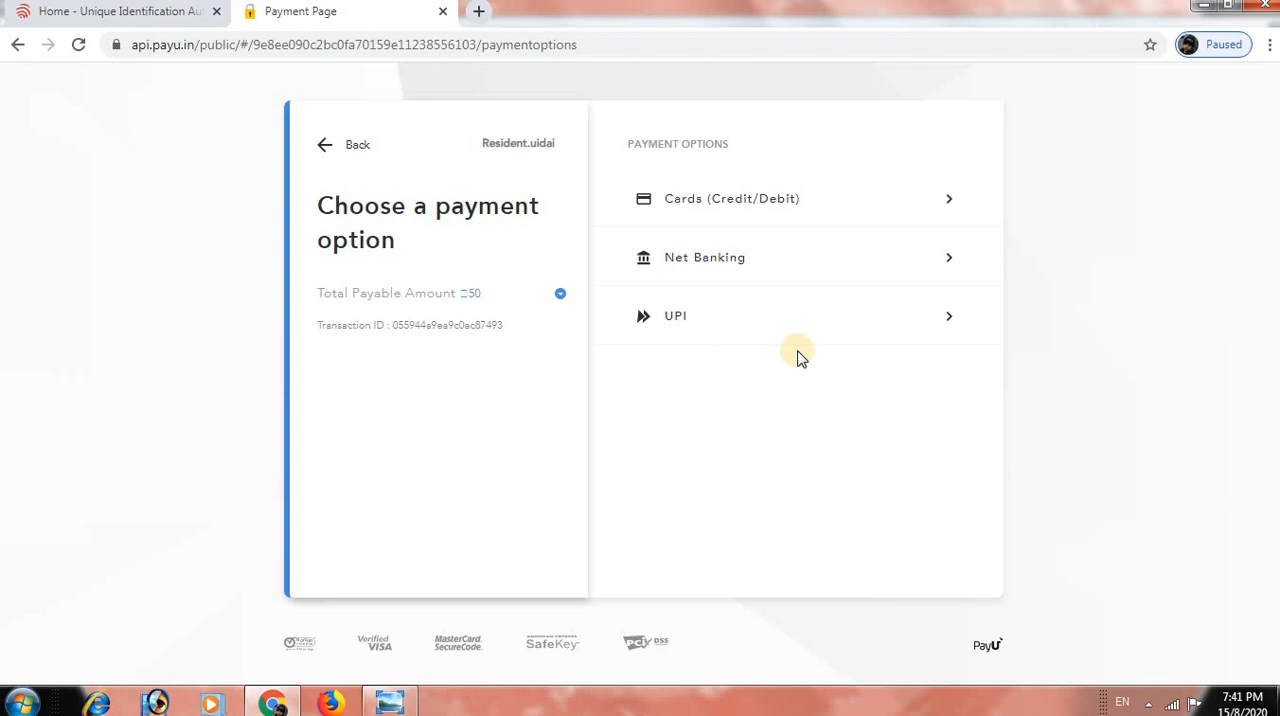 Home - Unique Identification Aut
Payment Page
api.payu.in/public/#/9e8ee090c2bc0fa70159e11238556103/paymentoptions
Paused
Back
Resident.uidai
Choose a payment
option
Total Payable Amount 50
Transaction ID : 055944a9ea9c0ac87493
PAYMENT OPTIONS
Cards (Credit/Debit)
Net Banking
UPI
Verified
VISA
MasterCard.
SecureCode.
SafeKey
PCI DSS
PayU
EN
7:41 PM
15/8/2020